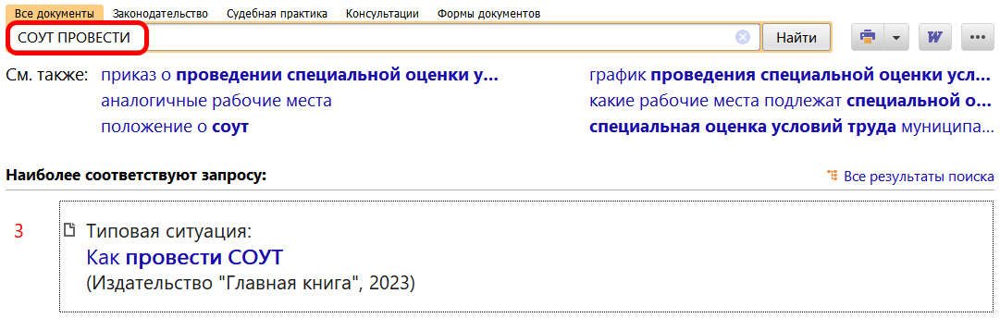 Все документы Законодательство Судебная практика Консультации Формы документов
СОУТ ПРОВЕСТИ Найти W
См. также: приказ о проведении специальной оценки у... график проведения специальной оценки усл...
аналогичные рабочие места какие рабочие места подлежат специальной о...
положение о соут специальная оценка условий труда муниципа...
Наиболее соответствуют запросу: Все результаты поиска
3 Типовая ситуация:
Как провести СОУТ
(Издательство "Главная книга", 2023)